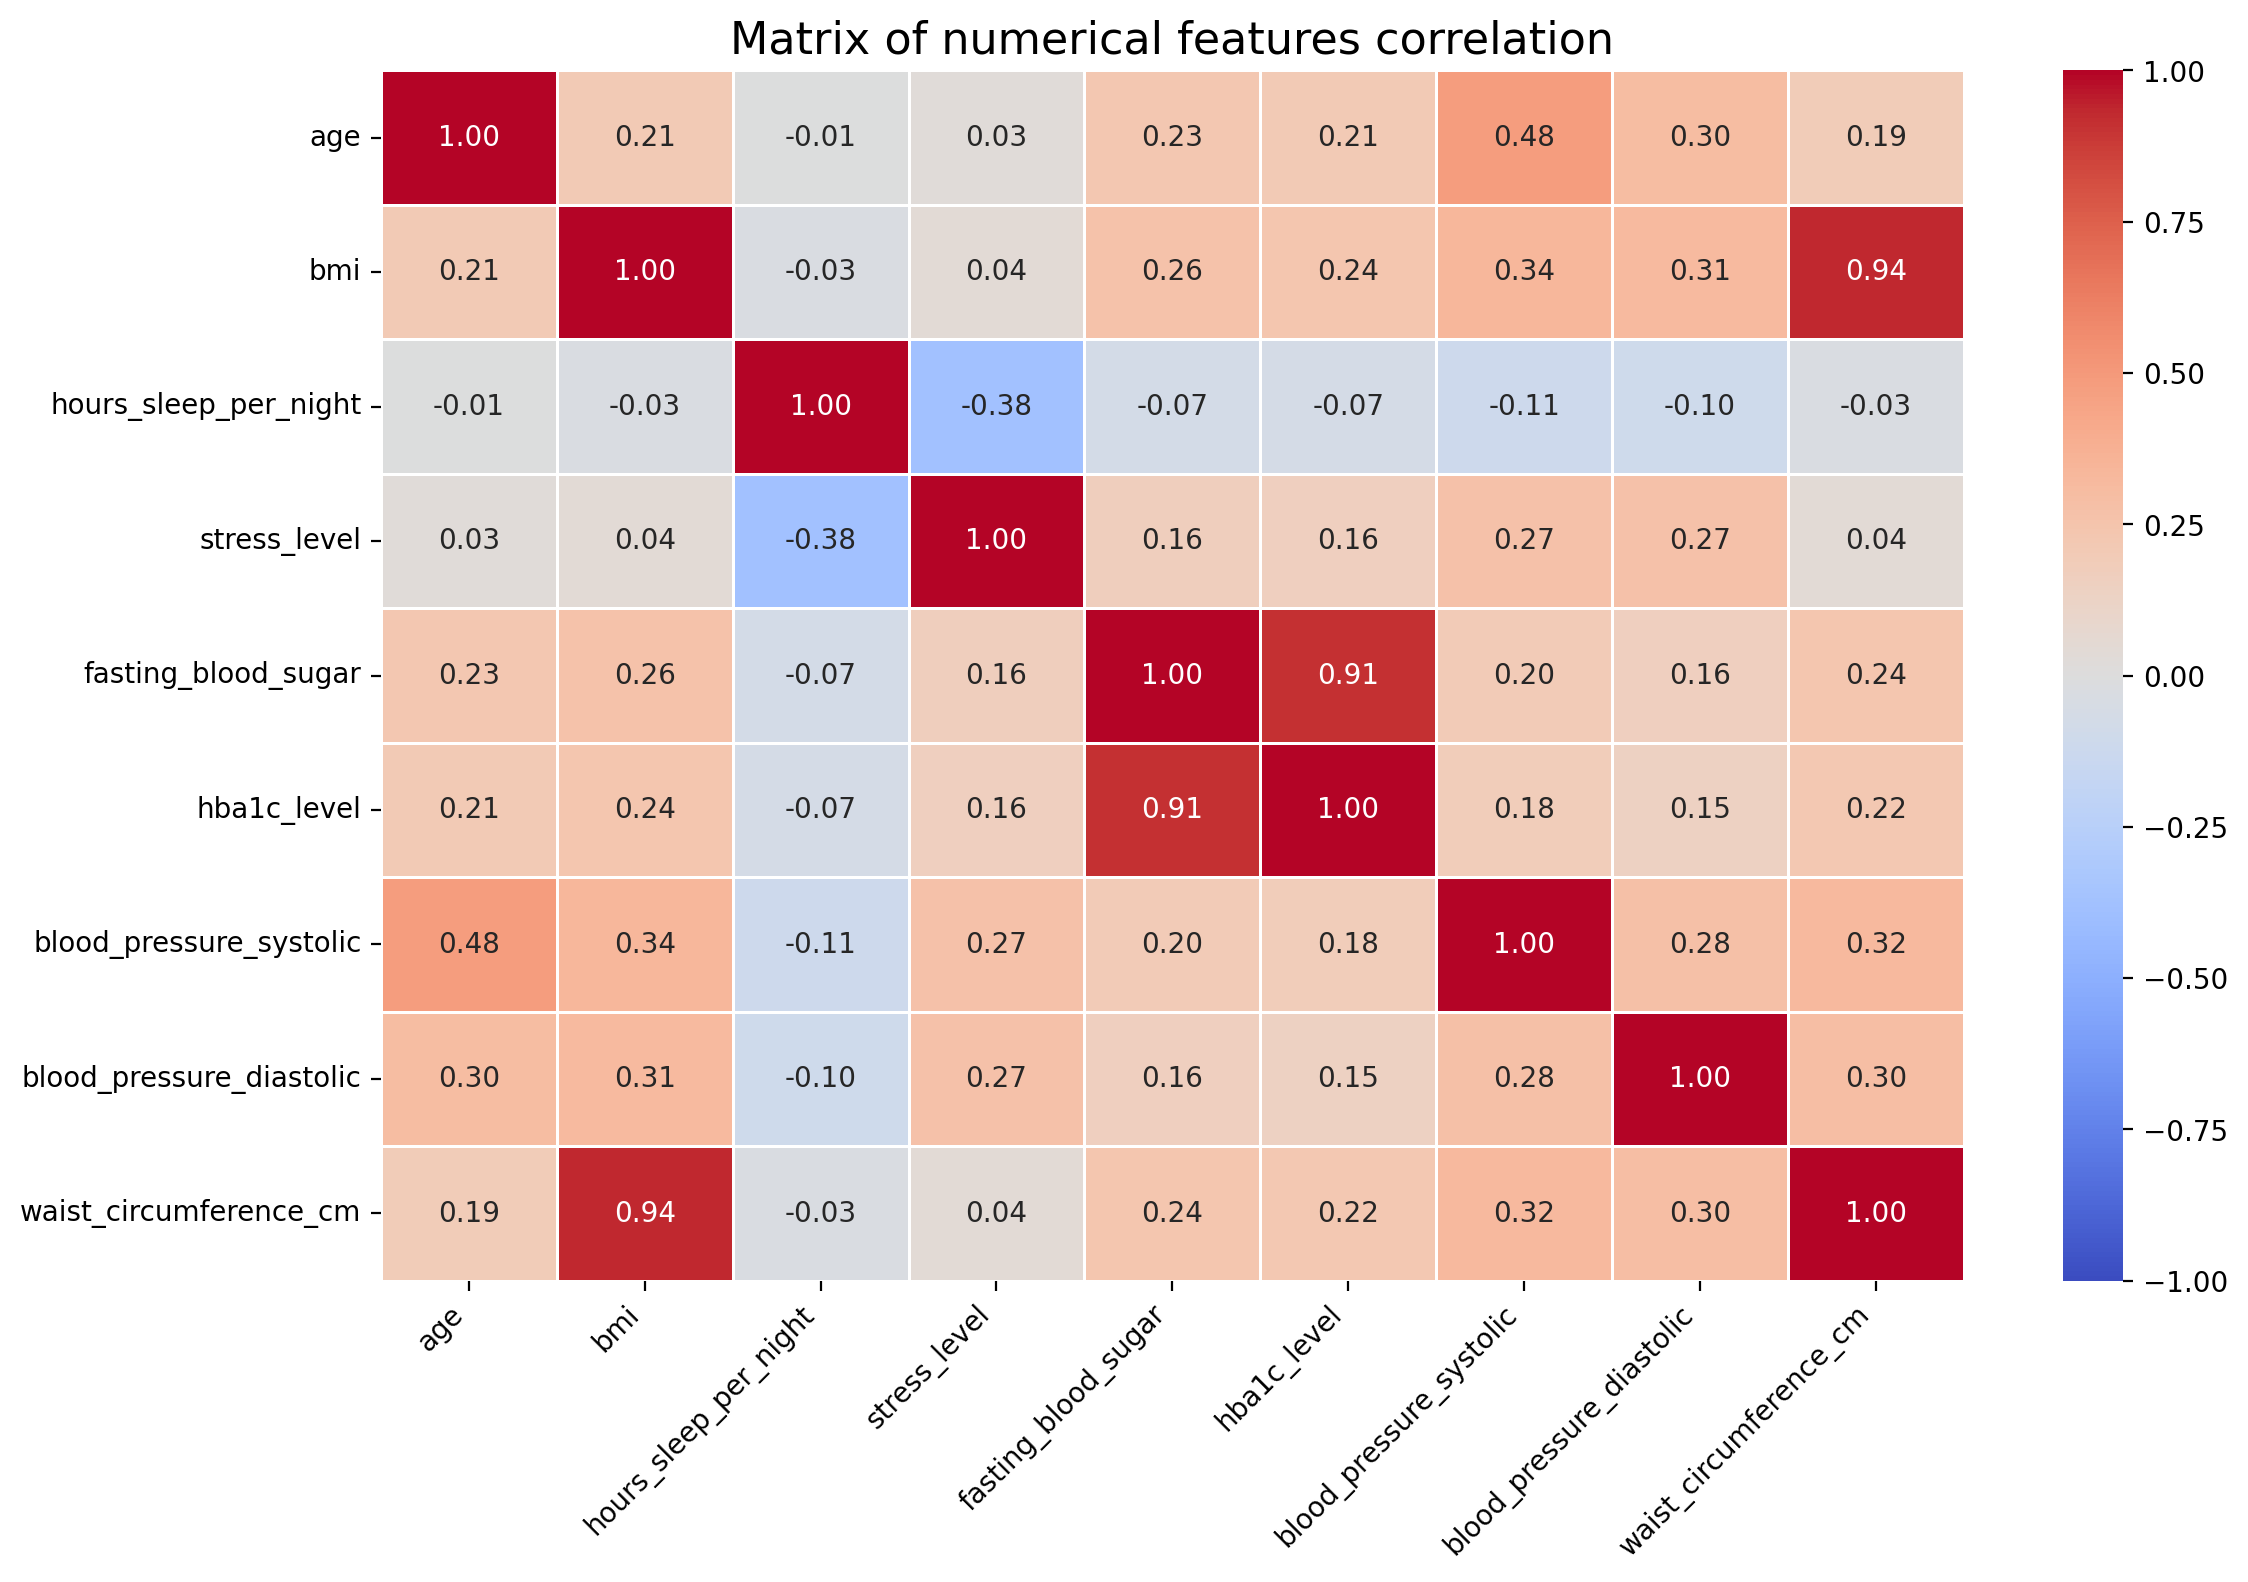 Matrix of numerical features correlation
age 1.00 0.21 -0.01 0.03 0.23 0.21 0.48 0.30 0.19
bmi 0.21 1.00 -0.03 0.04 0.26 0.24 0.34 0.31 0.94
hours_sleep_per_night -0.01 -0.03 1.00 -0.38 -0.07 -0.07 -0.11 -0.10 -0.03
stress_level 0.03 0.04 -0.38 1.00 0.16 0.16 0.27 0.27 0.04
fasting_blood_sugar 0.23 0.26 -0.07 0.16 1.00 0.91 0.20 0.16 0.24
hba1c_level 0.21 0.24 -0.07 0.16 0.91 1.00 0.18 0.15 0.22
blood_pressure_systolic 0.48 0.34 -0.11 0.27 0.20 0.18 1.00 0.28 0.32
blood_pressure_diastolic 0.30 0.31 -0.10 0.27 0.16 0.15 0.28 1.00 0.30
waist_circumference_cm 0.19 0.94 -0.03 0.04 0.24 0.22 0.32 0.30 1.00
age
bmi
hours_sleep_per_night
stress_level
fasting_blood_sugar
hba1c_level
blood_pressure_systolic
blood_pressure_diastolic
waist_circumference_cm
1.00
0.75
0.50
0.25
0.00
−0.25
−0.50
−0.75
−1.00